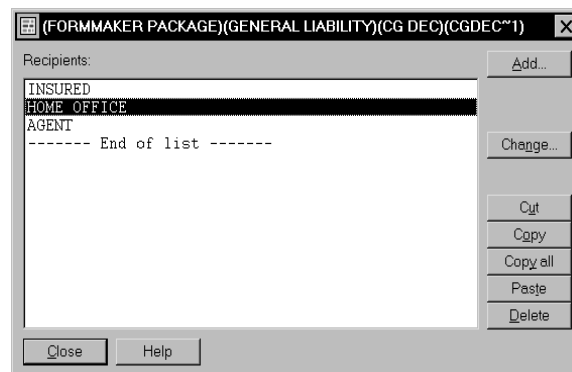 (FORMMAKER PACKAGE)(GENERAL LIABILITY)(CG DEC)(CGDEC~1)
Recipients:
Add...
INSURED
HOME OFFICE
AGENT
------- End of list -------
Change...
Cut
Copy
Copy all
Paste
Delete
Close
Help